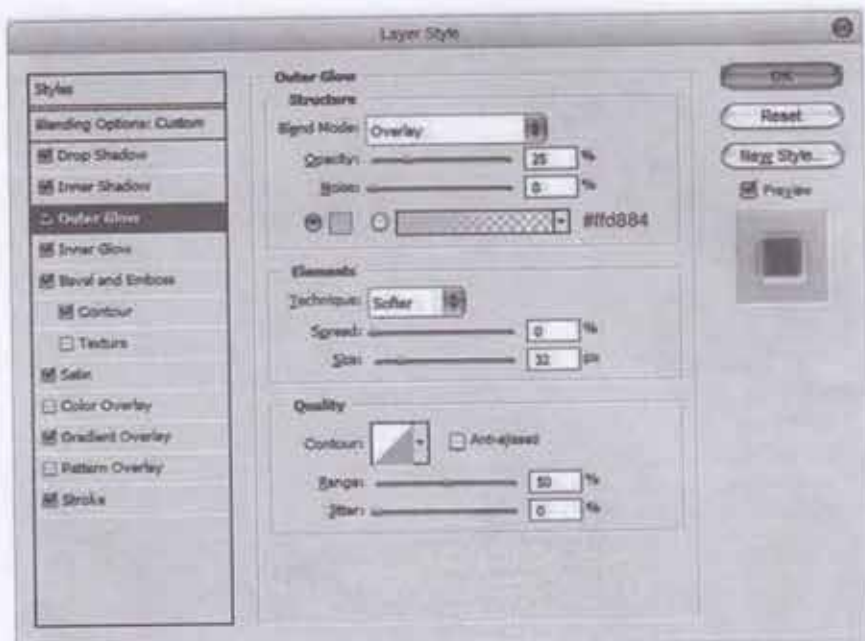 Layer Style
Styles
Blending Options: Custom
Drop Shadow
Inner Shadow
Outer Glow
Inner Glow
Bevel and Emboss
Contour
Texture
Satin
Color Overlay
Gradient Overlay
Pattern Overlay
Stroke
Outer Glow
Structure
Blend Mode: Overlay
Opacity: 25 %
Noise: 0 %
#ffd884
Elements
Technique: Softer
Spread: 0 %
Size: 32 px
Quality
Contour: Anti-aliased
Range: 50 %
Jitter: 0 %
OK
Reset
New Style...
Preview